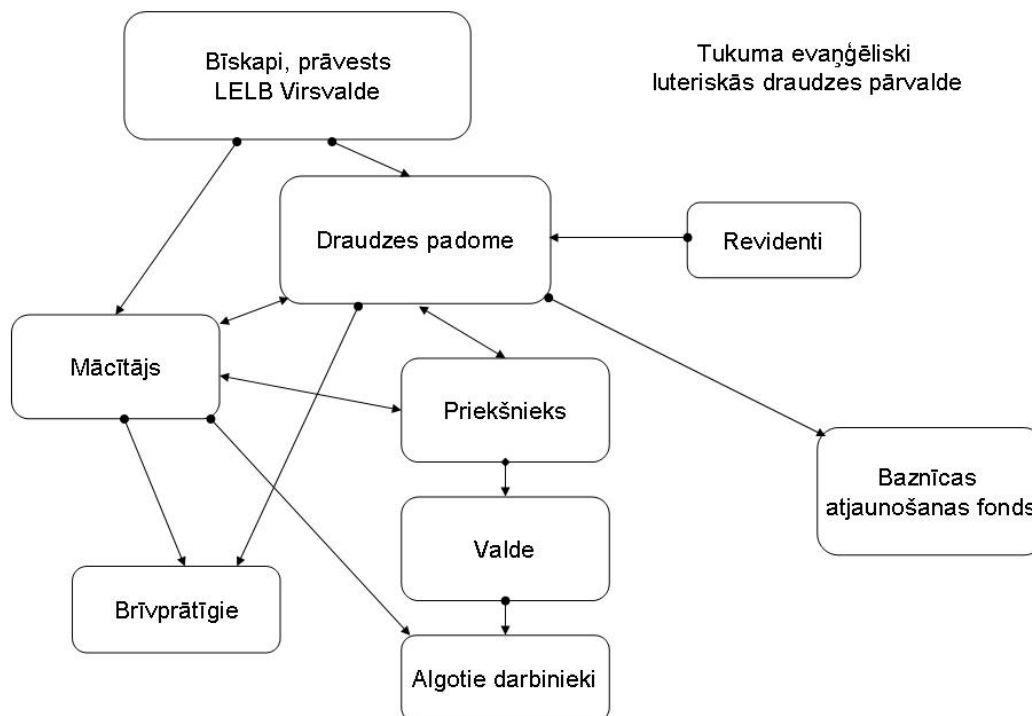 Bīskapi, prāvests
LELB Virsvalde
Tukuma evaņģēliski
luteriskās draudzes pārvalde
Draudzes padome
Revidenti
Mācītājs
Priekšnieks
Baznīcas
atjaunošanas fonds
Valde
Brīvprātīgie
Algotie darbinieki